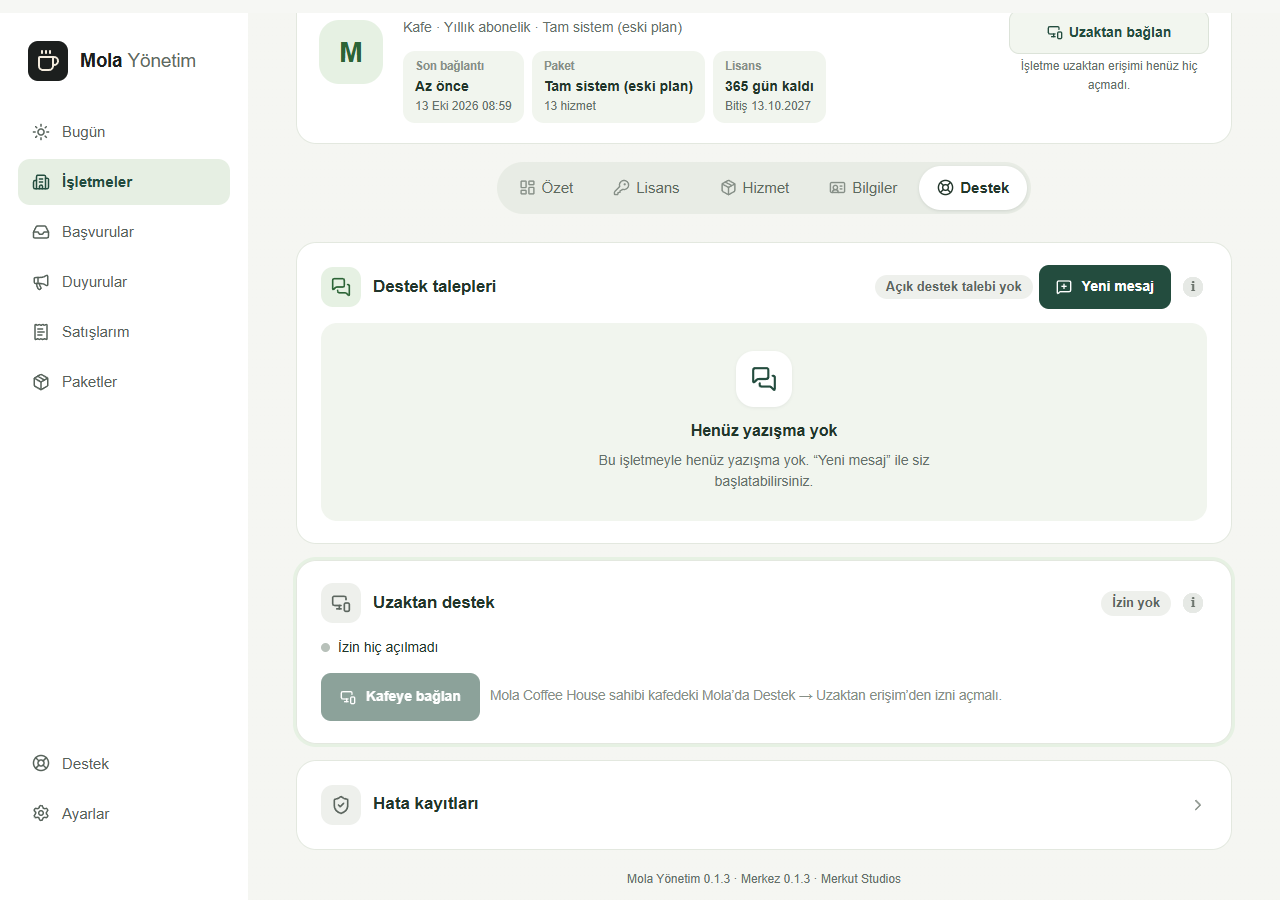 Mola Yönetim
Bugün
İşletmeler
Başvurular
Duyurular
Satışlarım
Paketler
Destek
Ayarlar
M
Kafe · Yıllık abonelik · Tam sistem (eski plan)
Son bağlantı
Az önce
13 Eki 2026 08:59
Paket
Tam sistem (eski plan)
13 hizmet
Lisans
365 gün kaldı
Bitiş 13.10.2027
Uzaktan bağlan
İşletme uzaktan erişimi henüz hiç
açmadı.
Özet
Lisans
Hizmet
Bilgiler
Destek
Destek talepleri
Açık destek talebi yok
Yeni mesaj
i
Henüz yazışma yok
Bu işletmeyle henüz yazışma yok. “Yeni mesaj” ile siz
başlatabilirsiniz.
Uzaktan destek
İzin yok
i
İzin hiç açılmadı
Kafeye bağlan
Mola Coffee House sahibi kafedeki Mola’da Destek → Uzaktan erişim’den izni açmalı.
Hata kayıtları
Mola Yönetim 0.1.3 · Merkez 0.1.3 · Merkut Studios